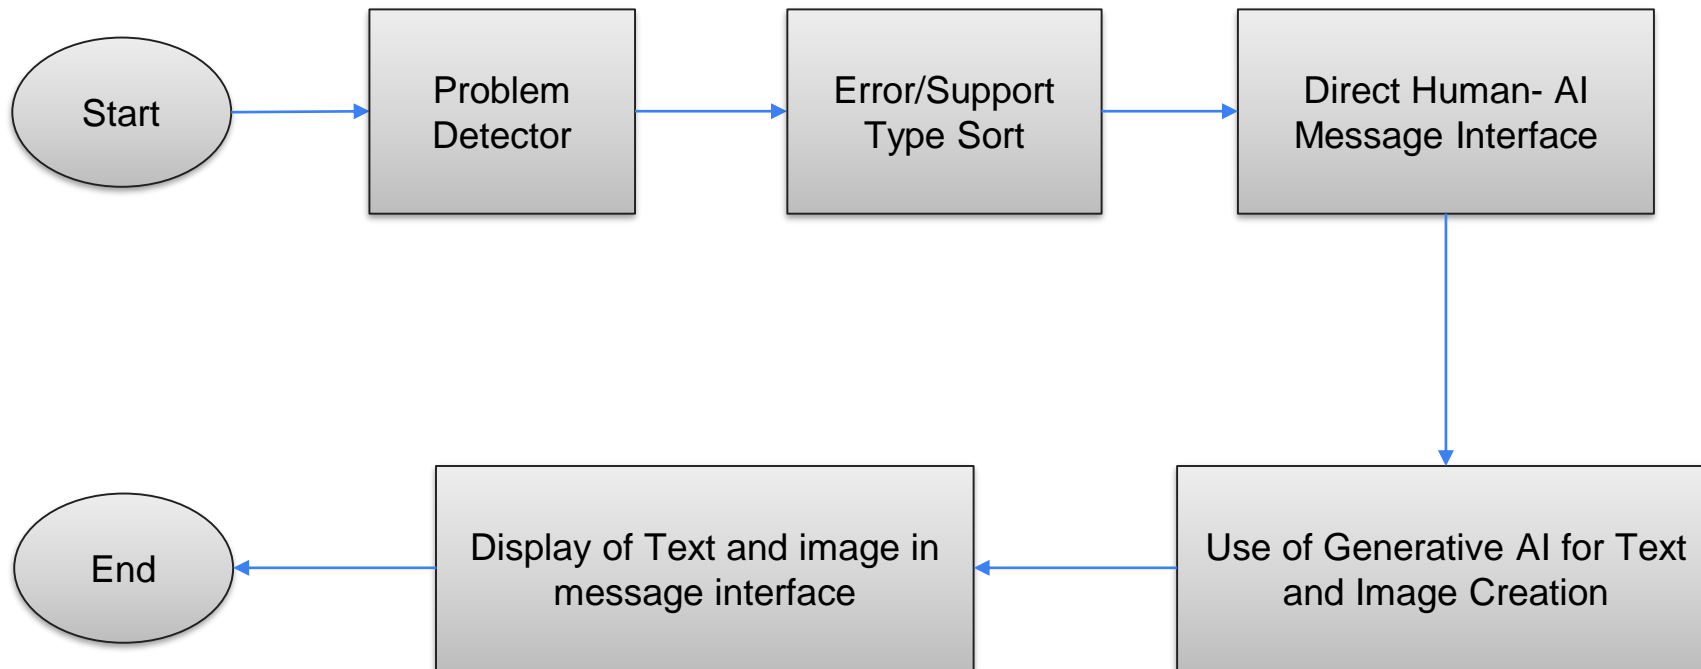 Start
Problem
Detector
Error/Support
Type Sort
Direct Human- AI
Message Interface
Use of Generative AI for Text
and Image Creation
Display of Text and image in
message interface
End